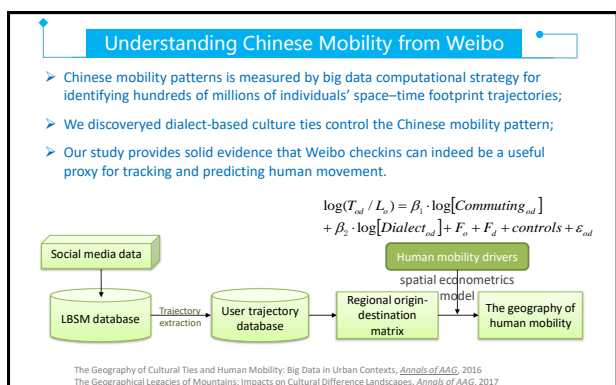 Understanding Chinese Mobility from Weibo
➢ Chinese mobility patterns is measured by big data computational strategy for
identifying hundreds of millions of individuals' space–time footprint trajectories;
➢ We discoveryed dialect-based culture ties control the Chinese mobility pattern;
➢ Our study provides solid evidence that Weibo checkins can indeed be a useful
proxy for tracking and predicting human movement.
log(T_od / L_o) = β_1 · log[Commuting_od]
+ β_2 · log[Dialect_od] + F_o + F_d + controls + ε_od
Social media data
Human mobility drivers
spatial econometrics
model
LBSM database
Trajectory
extraction
User trajectory
database
Regional origin-
destination
matrix
The geography of
human mobility
The Geography of Cultural Ties and Human Mobility: Big Data in Urban Contexts, Annals of AAG, 2016
The Geographical Legacies of Mountains: Impacts on Cultural Difference Landscapes, Annals of AAG, 2017